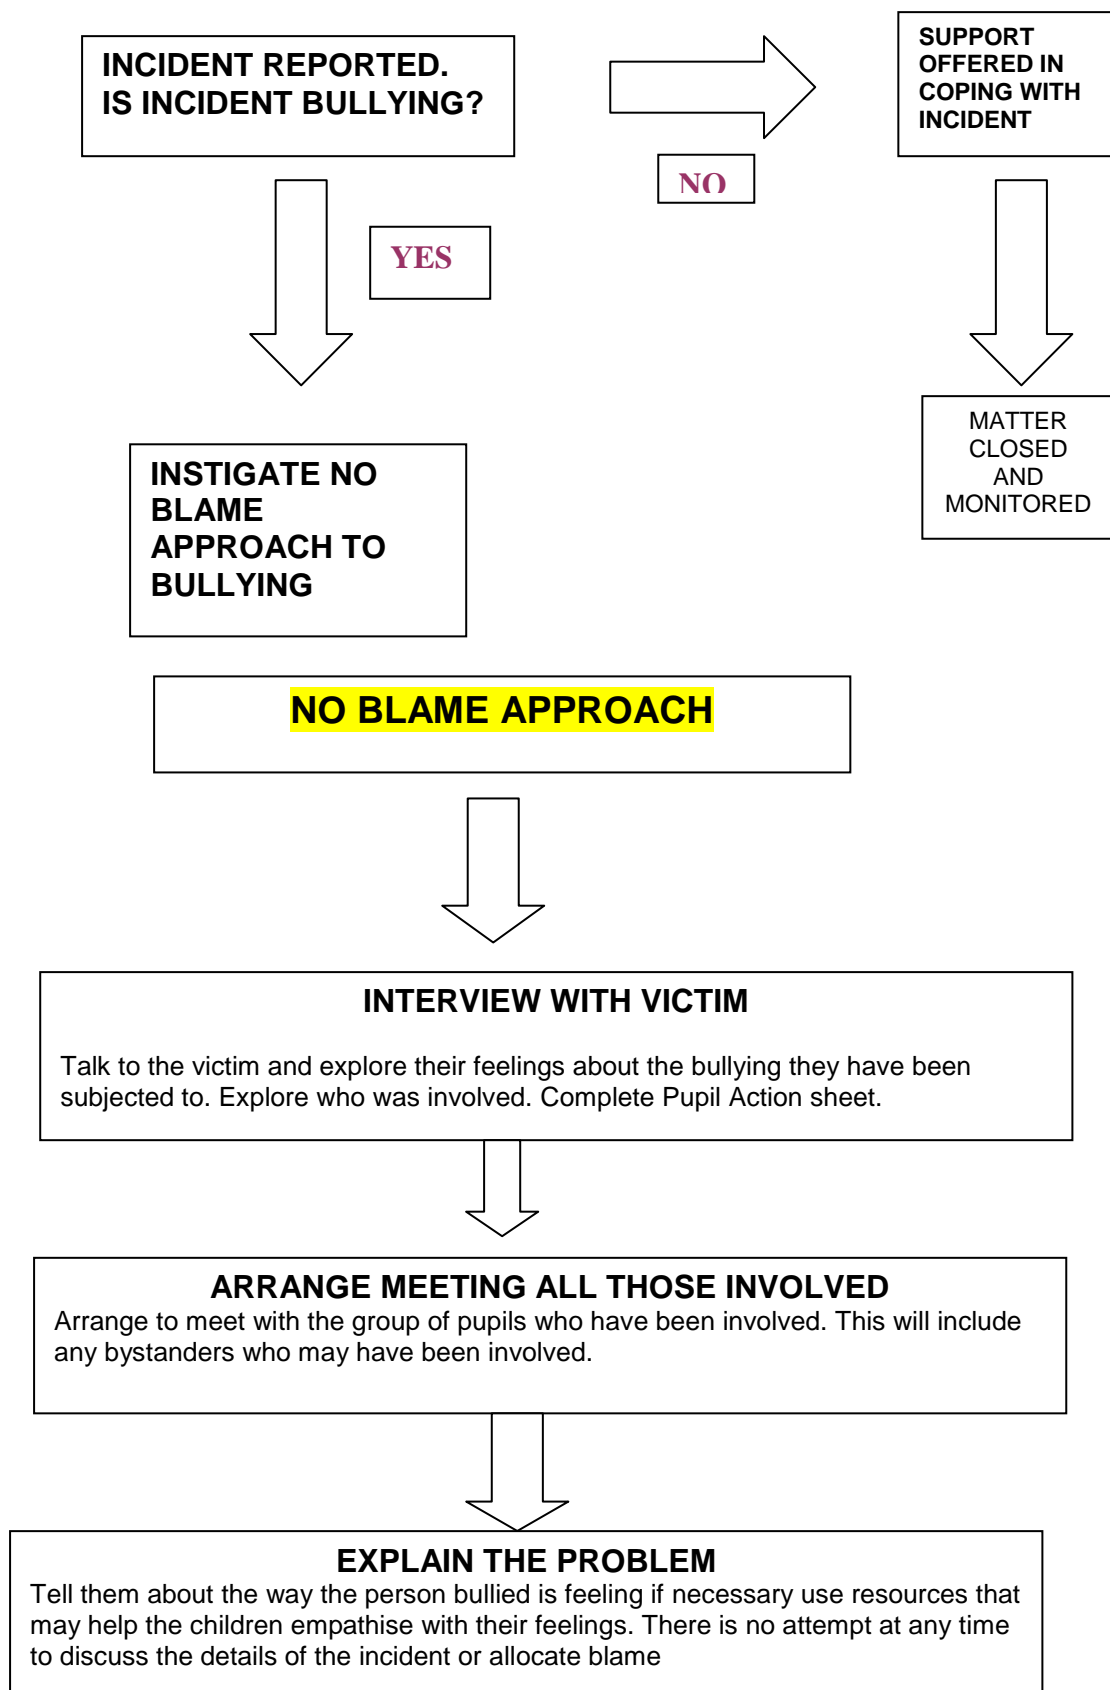 INCIDENT REPORTED.
IS INCIDENT BULLYING?
SUPPORT
OFFERED IN
COPING WITH
INCIDENT
NO
YES
MATTER
CLOSED
AND
MONITORED
INSTIGATE NO
BLAME
APPROACH TO
BULLYING
NO BLAME APPROACH
INTERVIEW WITH VICTIM
Talk to the victim and explore their feelings about the bullying they have been
subjected to. Explore who was involved. Complete Pupil Action sheet.
ARRANGE MEETING ALL THOSE INVOLVED
Arrange to meet with the group of pupils who have been involved. This will include
any bystanders who may have been involved.
EXPLAIN THE PROBLEM
Tell them about the way the person bullied is feeling if necessary use resources that
may help the children empathise with their feelings. There is no attempt at any time
to discuss the details of the incident or allocate blame